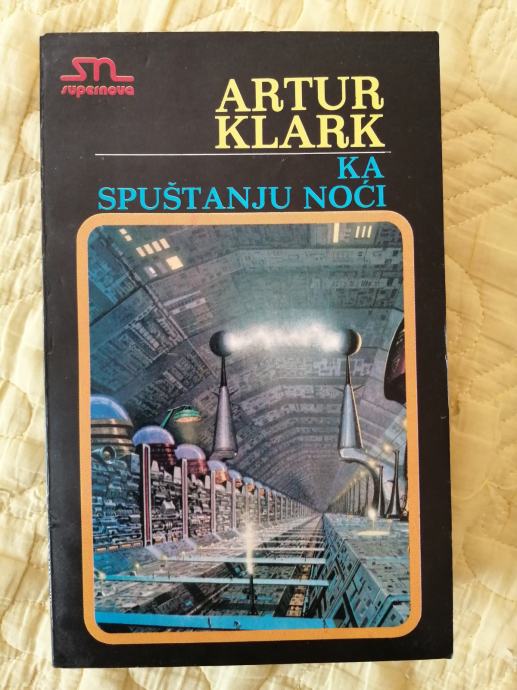 SN
supernova
ARTUR
KLARK
KA
SPUŠTANJU NOĆI